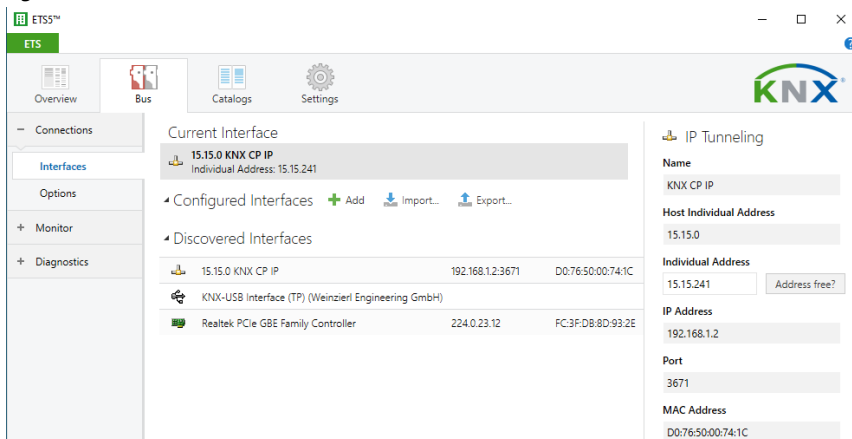 ETS5™
ETS
Overview
Bus
Catalogs
Settings
KNX
Connections
Interfaces
Options
Monitor
Diagnostics
Current Interface
15.15.0 KNX CP IP
Individual Address: 15.15.241
Configured Interfaces Add Import... Export...
Discovered Interfaces
15.15.0 KNX CP IP 192.168.1.2:3671 D0:76:50:00:74:1C
KNX-USB Interface (TP) (Weinzierl Engineering GmbH)
Realtek PCIe GBE Family Controller 224.0.23.12 FC:3F:DB:8D:93:2E
IP Tunneling
Name
KNX CP IP
Host Individual Address
15.15.0
Individual Address
15.15.241 Address free?
IP Address
192.168.1.2
Port
3671
MAC Address
D0:76:50:00:74:1C